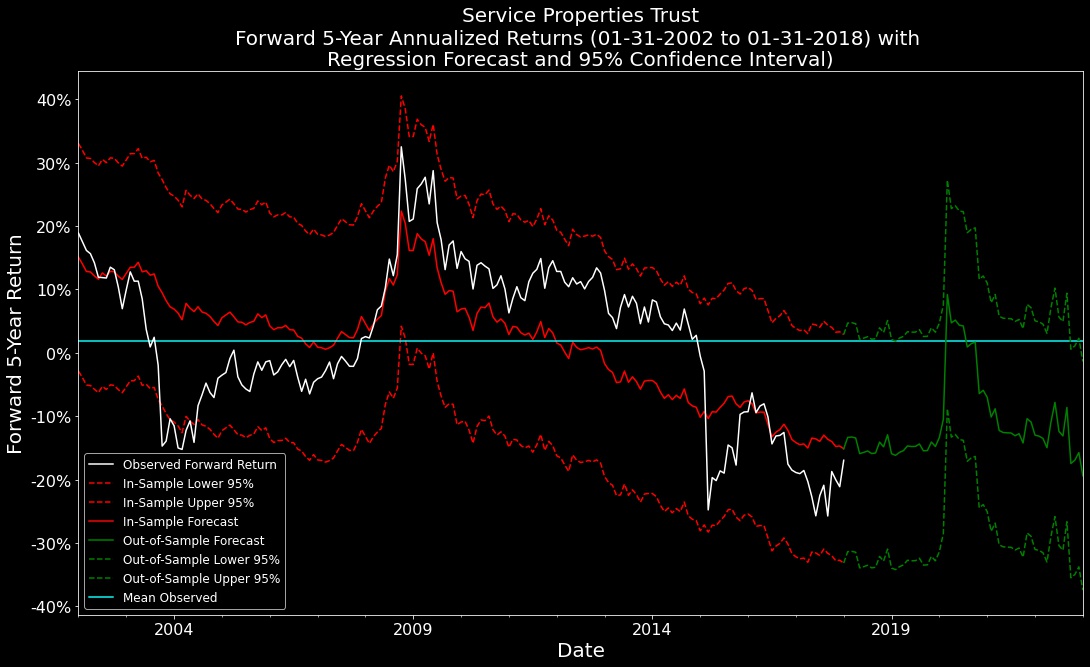 Service Properties Trust
Forward 5-Year Annualized Returns (01-31-2002 to 01-31-2018) with
Regression Forecast and 95% Confidence Interval)
Forward 5-Year Return
40%
30%
20%
10%
0%
-10%
-20%
-30%
-40%
Observed Forward Return
In-Sample Lower 95%
In-Sample Upper 95%
In-Sample Forecast
Out-of-Sample Forecast
Out-of-Sample Lower 95%
Out-of-Sample Upper 95%
Mean Observed
2004
2009
2014
2019
Date